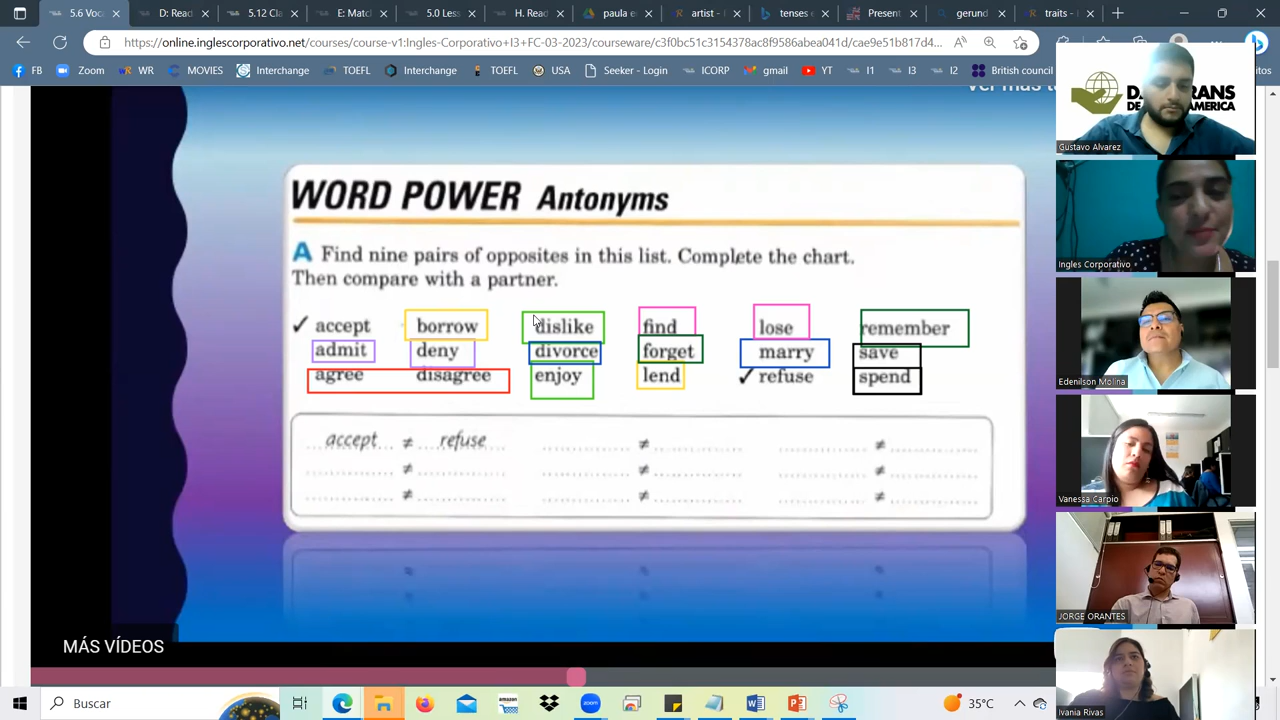 5.6 Voc
D: Read
5.12 Cla
E: Mat
5.0 Les
H. Rea
paula e
artist
tenses
Present
gerund
traits -
https://online.inglescorporativo.net/courses/course-v1:Ingles-Corporativo+I3+FC-03-2023/courseware/c3f0bc51c3154378ac8f9586abea041d/cae9e51b817d4...
FB
Zoom
WR
MOVIES
Interchange
TOEFL
Interchange
TOEFL
USA
Seeker - Login
ICORP
gmail
YT
I1
I3
I2
British council
WORD POWER Antonyms
A Find nine pairs of opposites in this list. Complete the chart.
Then compare with a partner.
✓ accept borrow dislike find lose remember
admit deny divorce forget marry save
agree disagree enjoy lend ✓ refuse spend
accept ≠ refuse ≠ ≠
≠ ≠ ≠
≠ ≠ ≠
MÁS VÍDEOS
Gustavo Alvarez
Ingles Corporativo
Edenilson Molina
Vanessa Carpio
JORGE ORANTES
Ivania Rivas
Buscar
35°C